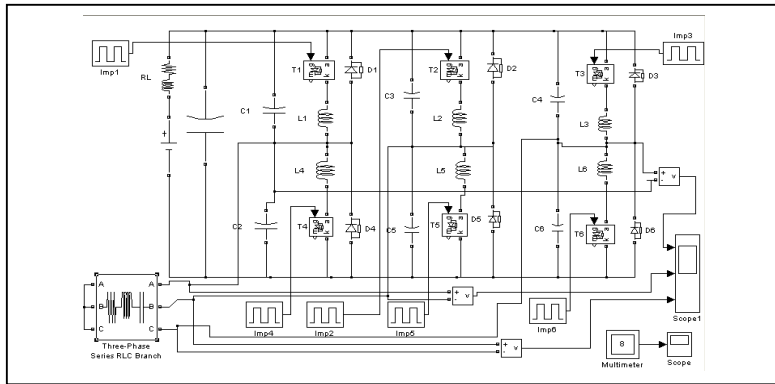 Imp1
RL
+
C1
T1
g
a
k
D1
L1
L4
C2
T4
g
a
k
D4
C3
T2
g
a
k
D2
L2
L5
C5
T5
g
a
k
D5
C4
T3
g
a
k
D3
Imp3
L3
L6
C6
T6
g
a
k
D6
+
-
v
A
B
C
A
B
C
Three-Phase
Series RLC Branch
Imp4
Imp2
Imp5
Imp6
+
-
v
+
-
v
Scope1
8
Multimeter
Scope